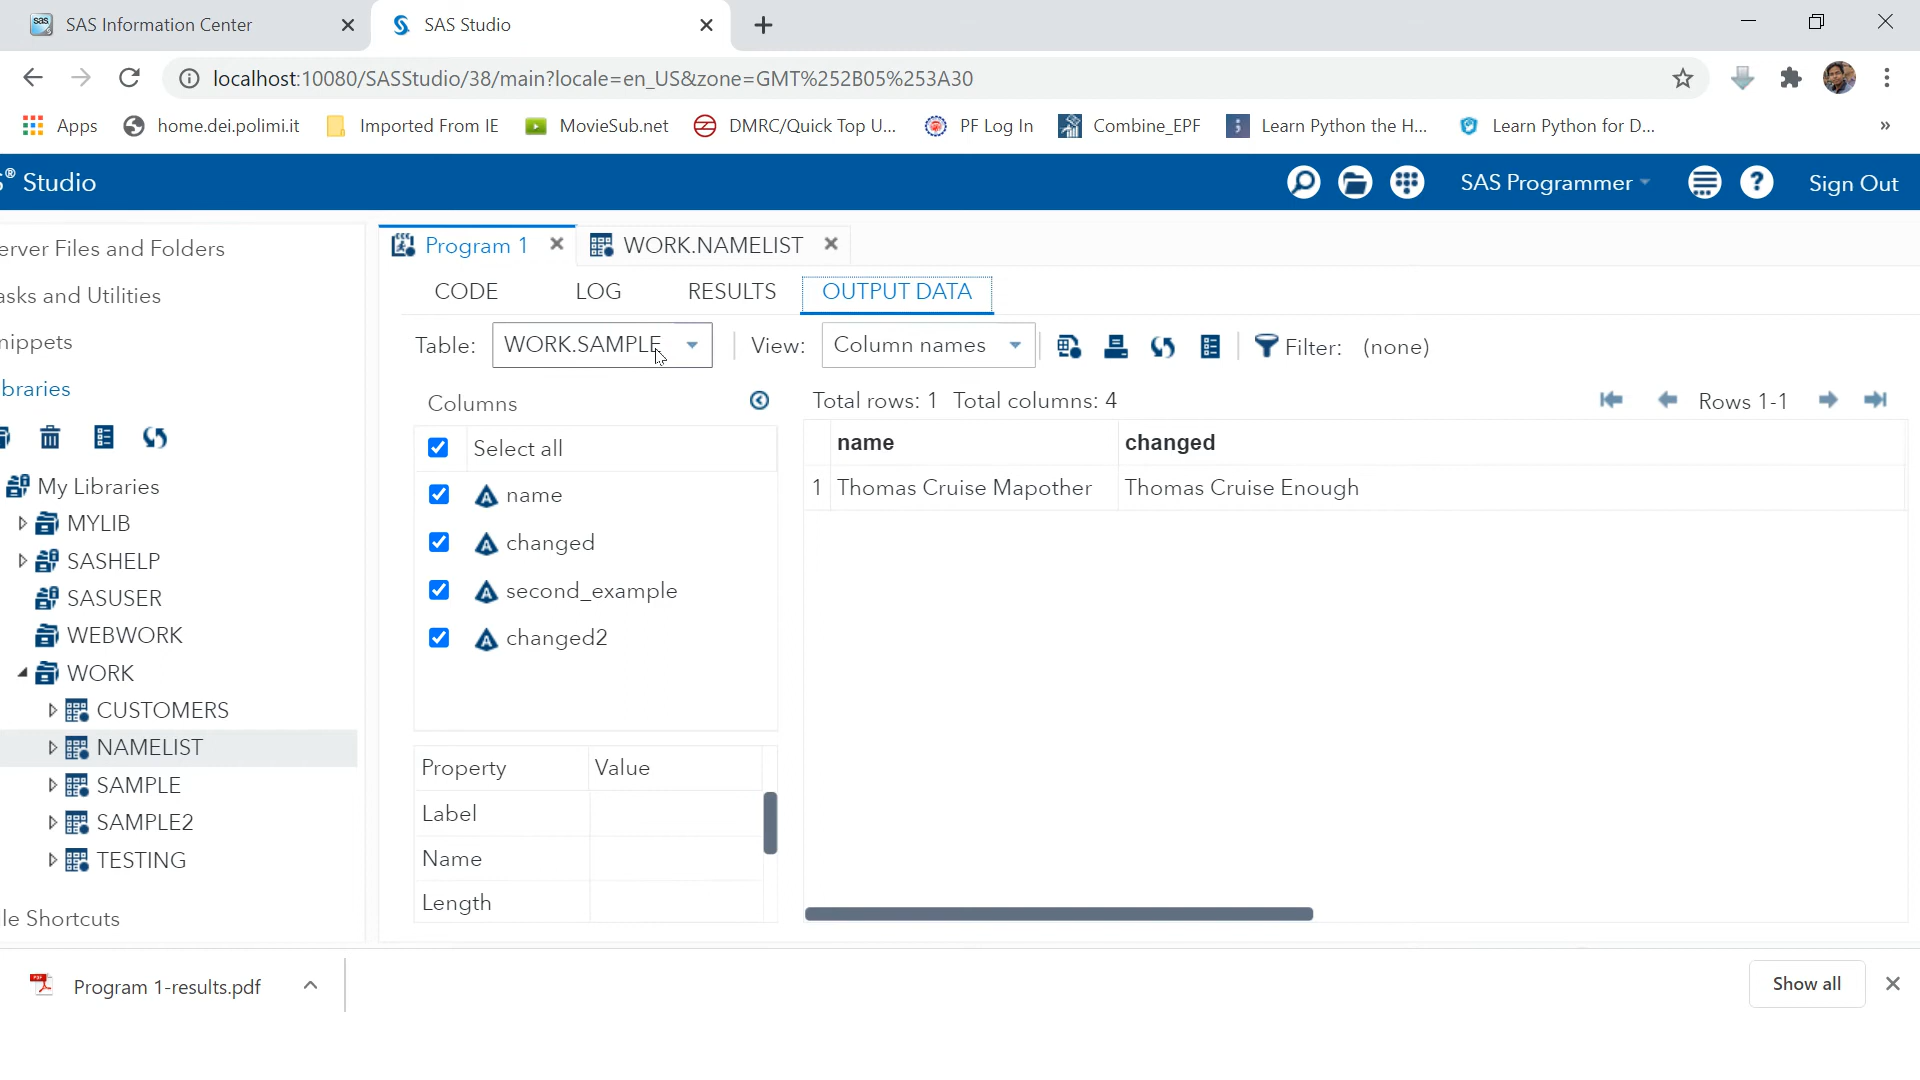 SAS Information Center
SAS Studio
localhost:10080/SASStudio/38/main?locale=en_US&zone=GMT%252B05%253A30
Apps
home.dei.polimi.it
Imported From IE
MovieSub.net
DMRC/Quick Top U...
PF Log In
Combine_EPF
Learn Python the H...
Learn Python for D...
»
S® Studio
SAS Programmer
Sign Out
erver Files and Folders
asks and Utilities
nippets
ibraries
My Libraries
MYLIB
SASHELP
SASUSER
WEBWORK
WORK
CUSTOMERS
NAMELIST
SAMPLE
SAMPLE2
TESTING
le Shortcuts
Program 1
WORK.NAMELIST
CODE
LOG
RESULTS
OUTPUT DATA
Table: WORK.SAMPLE
View: Column names
Filter: (none)
Columns
Select all
name
changed
second_example
changed2
Property Value
Label
Name
Length
Total rows: 1 Total columns: 4
Rows 1-1
name changed
1 Thomas Cruise Mapother Thomas Cruise Enough
Program 1-results.pdf
Show all